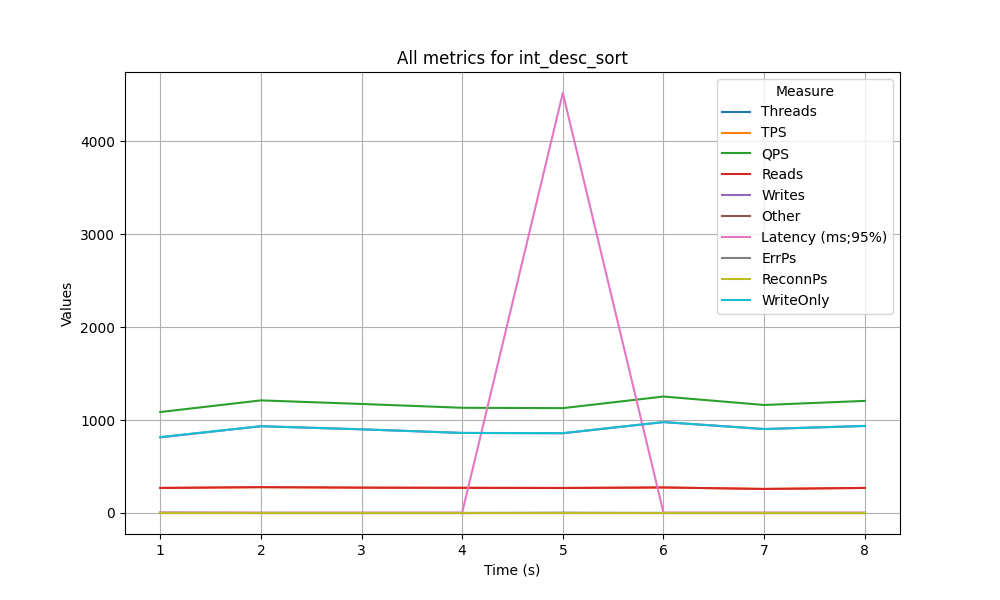 All metrics for int_desc_sort
Measure
Threads
TPS
QPS
Reads
Writes
Other
Latency (ms;95%)
ErrPs
ReconnPs
WriteOnly
Values
4000
3000
2000
1000
0
1 2 3 4 5 6 7 8
Time (s)